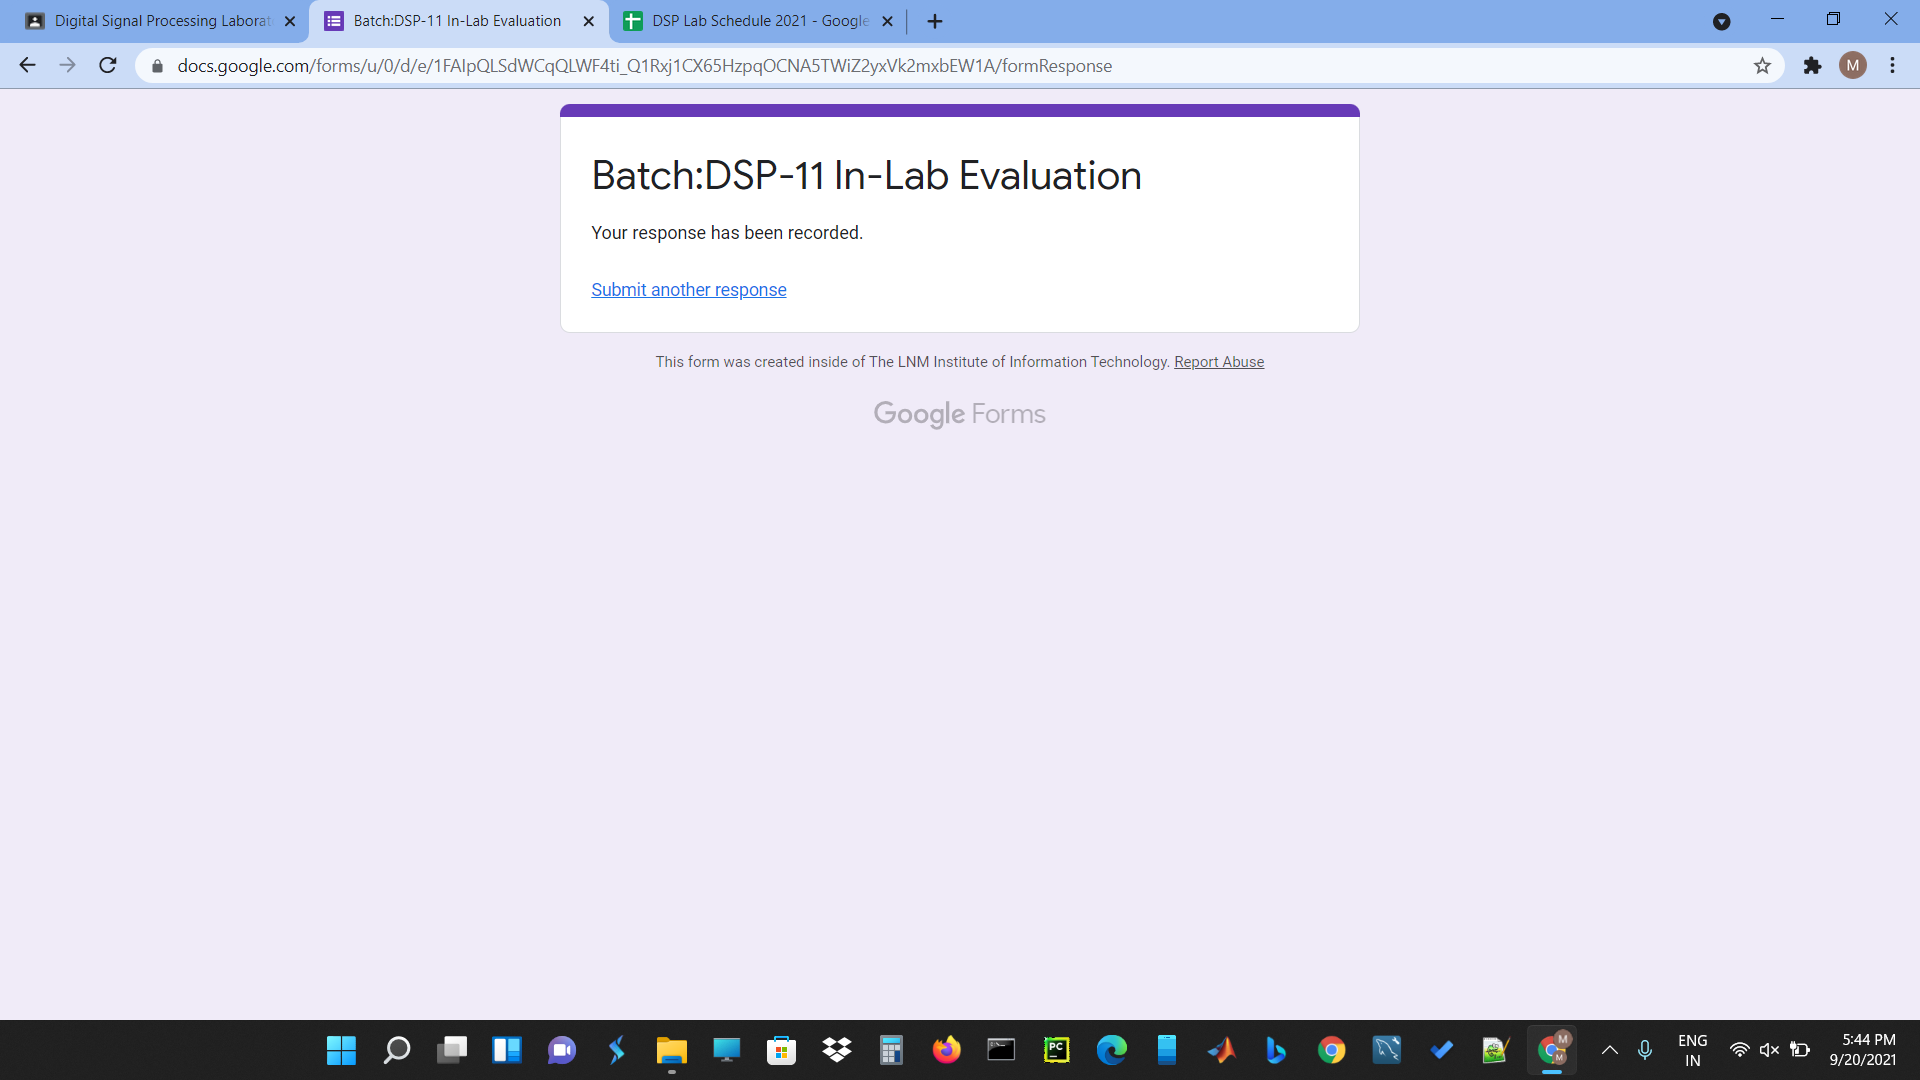 Digital Signal Processing Laborat
Batch:DSP-11 In-Lab Evaluation
DSP Lab Schedule 2021 - Google
docs.google.com/forms/u/0/d/e/1FAIpQLSdWCqQLWF4ti_Q1Rxj1CX65HzpqOCNA5TWiZ2yxVk2mxbEW1A/formResponse
M
Batch:DSP-11 In-Lab Evaluation
Your response has been recorded.
Submit another response
This form was created inside of The LNM Institute of Information Technology. Report Abuse
Google Forms
PC
M
M
ENG
IN
5:44 PM
9/20/2021